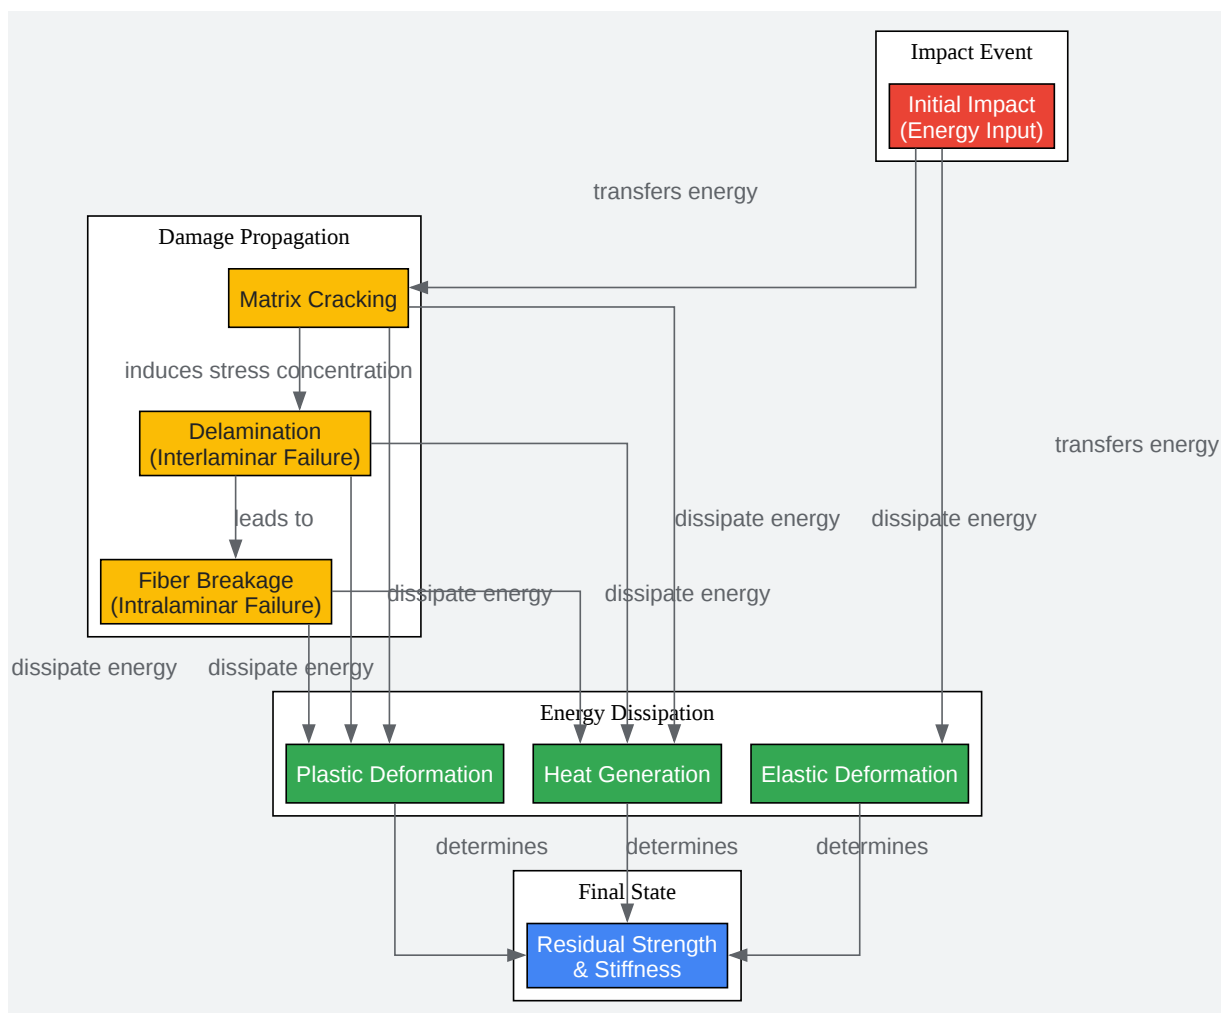 Impact Event
Initial Impact
(Energy Input)
transfers energy
Damage Propagation
Matrix Cracking
induces stress concentration
Delamination
(Interlaminar Failure)
transfers energy
leads to
dissipate energy
dissipate energy
Fiber Breakage
(Intralaminar Failure)
dissipate energy
dissipate energy
dissipate energy
dissipate energy
Energy Dissipation
Plastic Deformation
Heat Generation
Elastic Deformation
determines
determines
determines
Final State
Residual Strength
& Stiffness